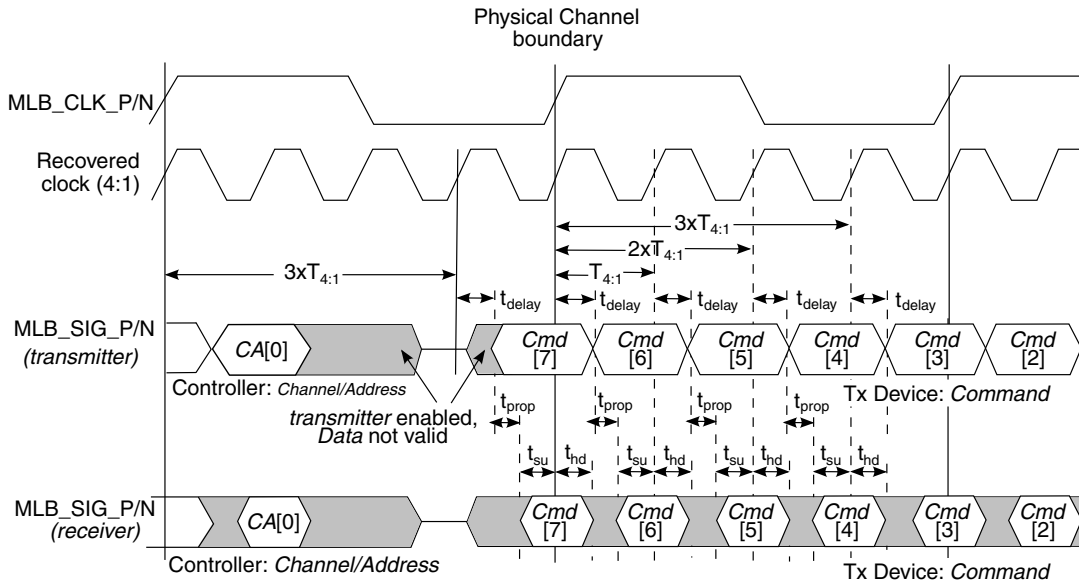 Physical Channel
boundary
MLB_CLK_P/N
Recovered
clock (4:1)
3xT4:1
2xT4:1
3xT4:1
T4:1
tdelay
tdelay
tdelay
tdelay
tdelay
MLB_SIG_P/N
(transmitter)
CA[0]
Cmd
[7]
Cmd
[6]
Cmd
[5]
Cmd
[4]
Cmd
[3]
Cmd
[2]
Controller: Channel/Address
Tx Device: Command
transmitter enabled,
Data not valid
tprop
tprop
tprop
tprop
tsu
thd
tsu
thd
tsu
thd
tsu
thd
MLB_SIG_P/N
(receiver)
CA[0]
Cmd
[7]
Cmd
[6]
Cmd
[5]
Cmd
[4]
Cmd
[3]
Cmd
[2]
Controller: Channel/Address
Tx Device: Command